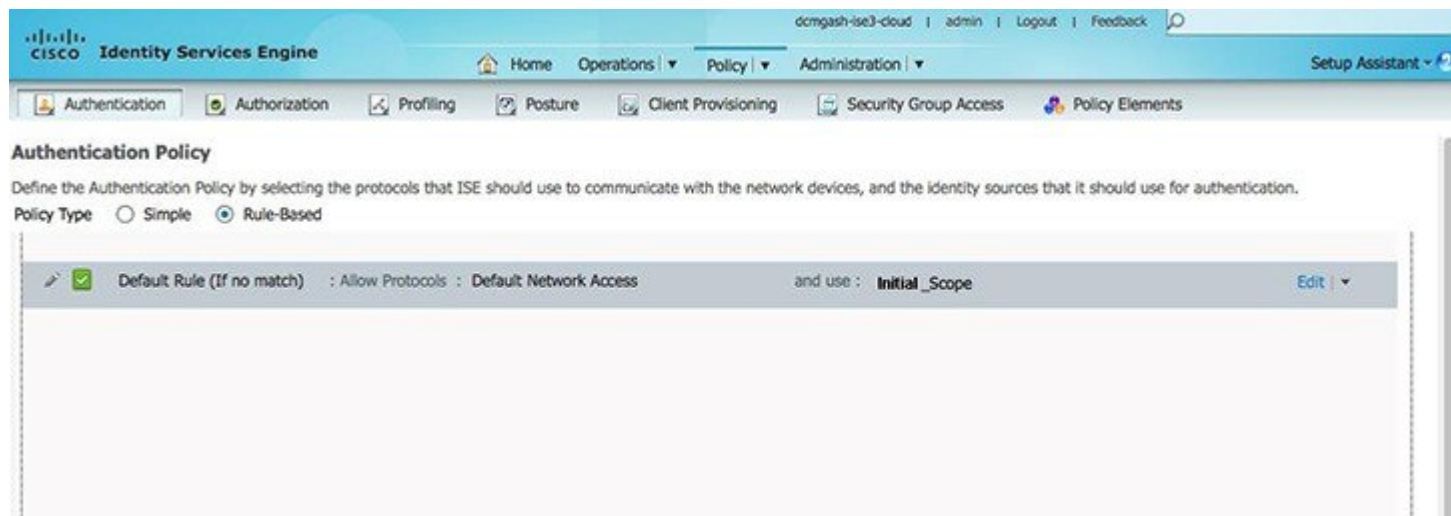 dcmgash-ise3-cloud | admin | Logout | Feedback
CISCO Identity Services Engine
Home Operations | Policy | Administration | Setup Assistant
Authentication Authorization Profiling Posture Client Provisioning Security Group Access Policy Elements
Authentication Policy
Define the Authentication Policy by selecting the protocols that ISE should use to communicate with the network devices, and the identity sources that it should use for authentication.
Policy Type Simple Rule-Based
Default Rule (If no match) : Allow Protocols : Default Network Access and use : Initial_Scope Edit |